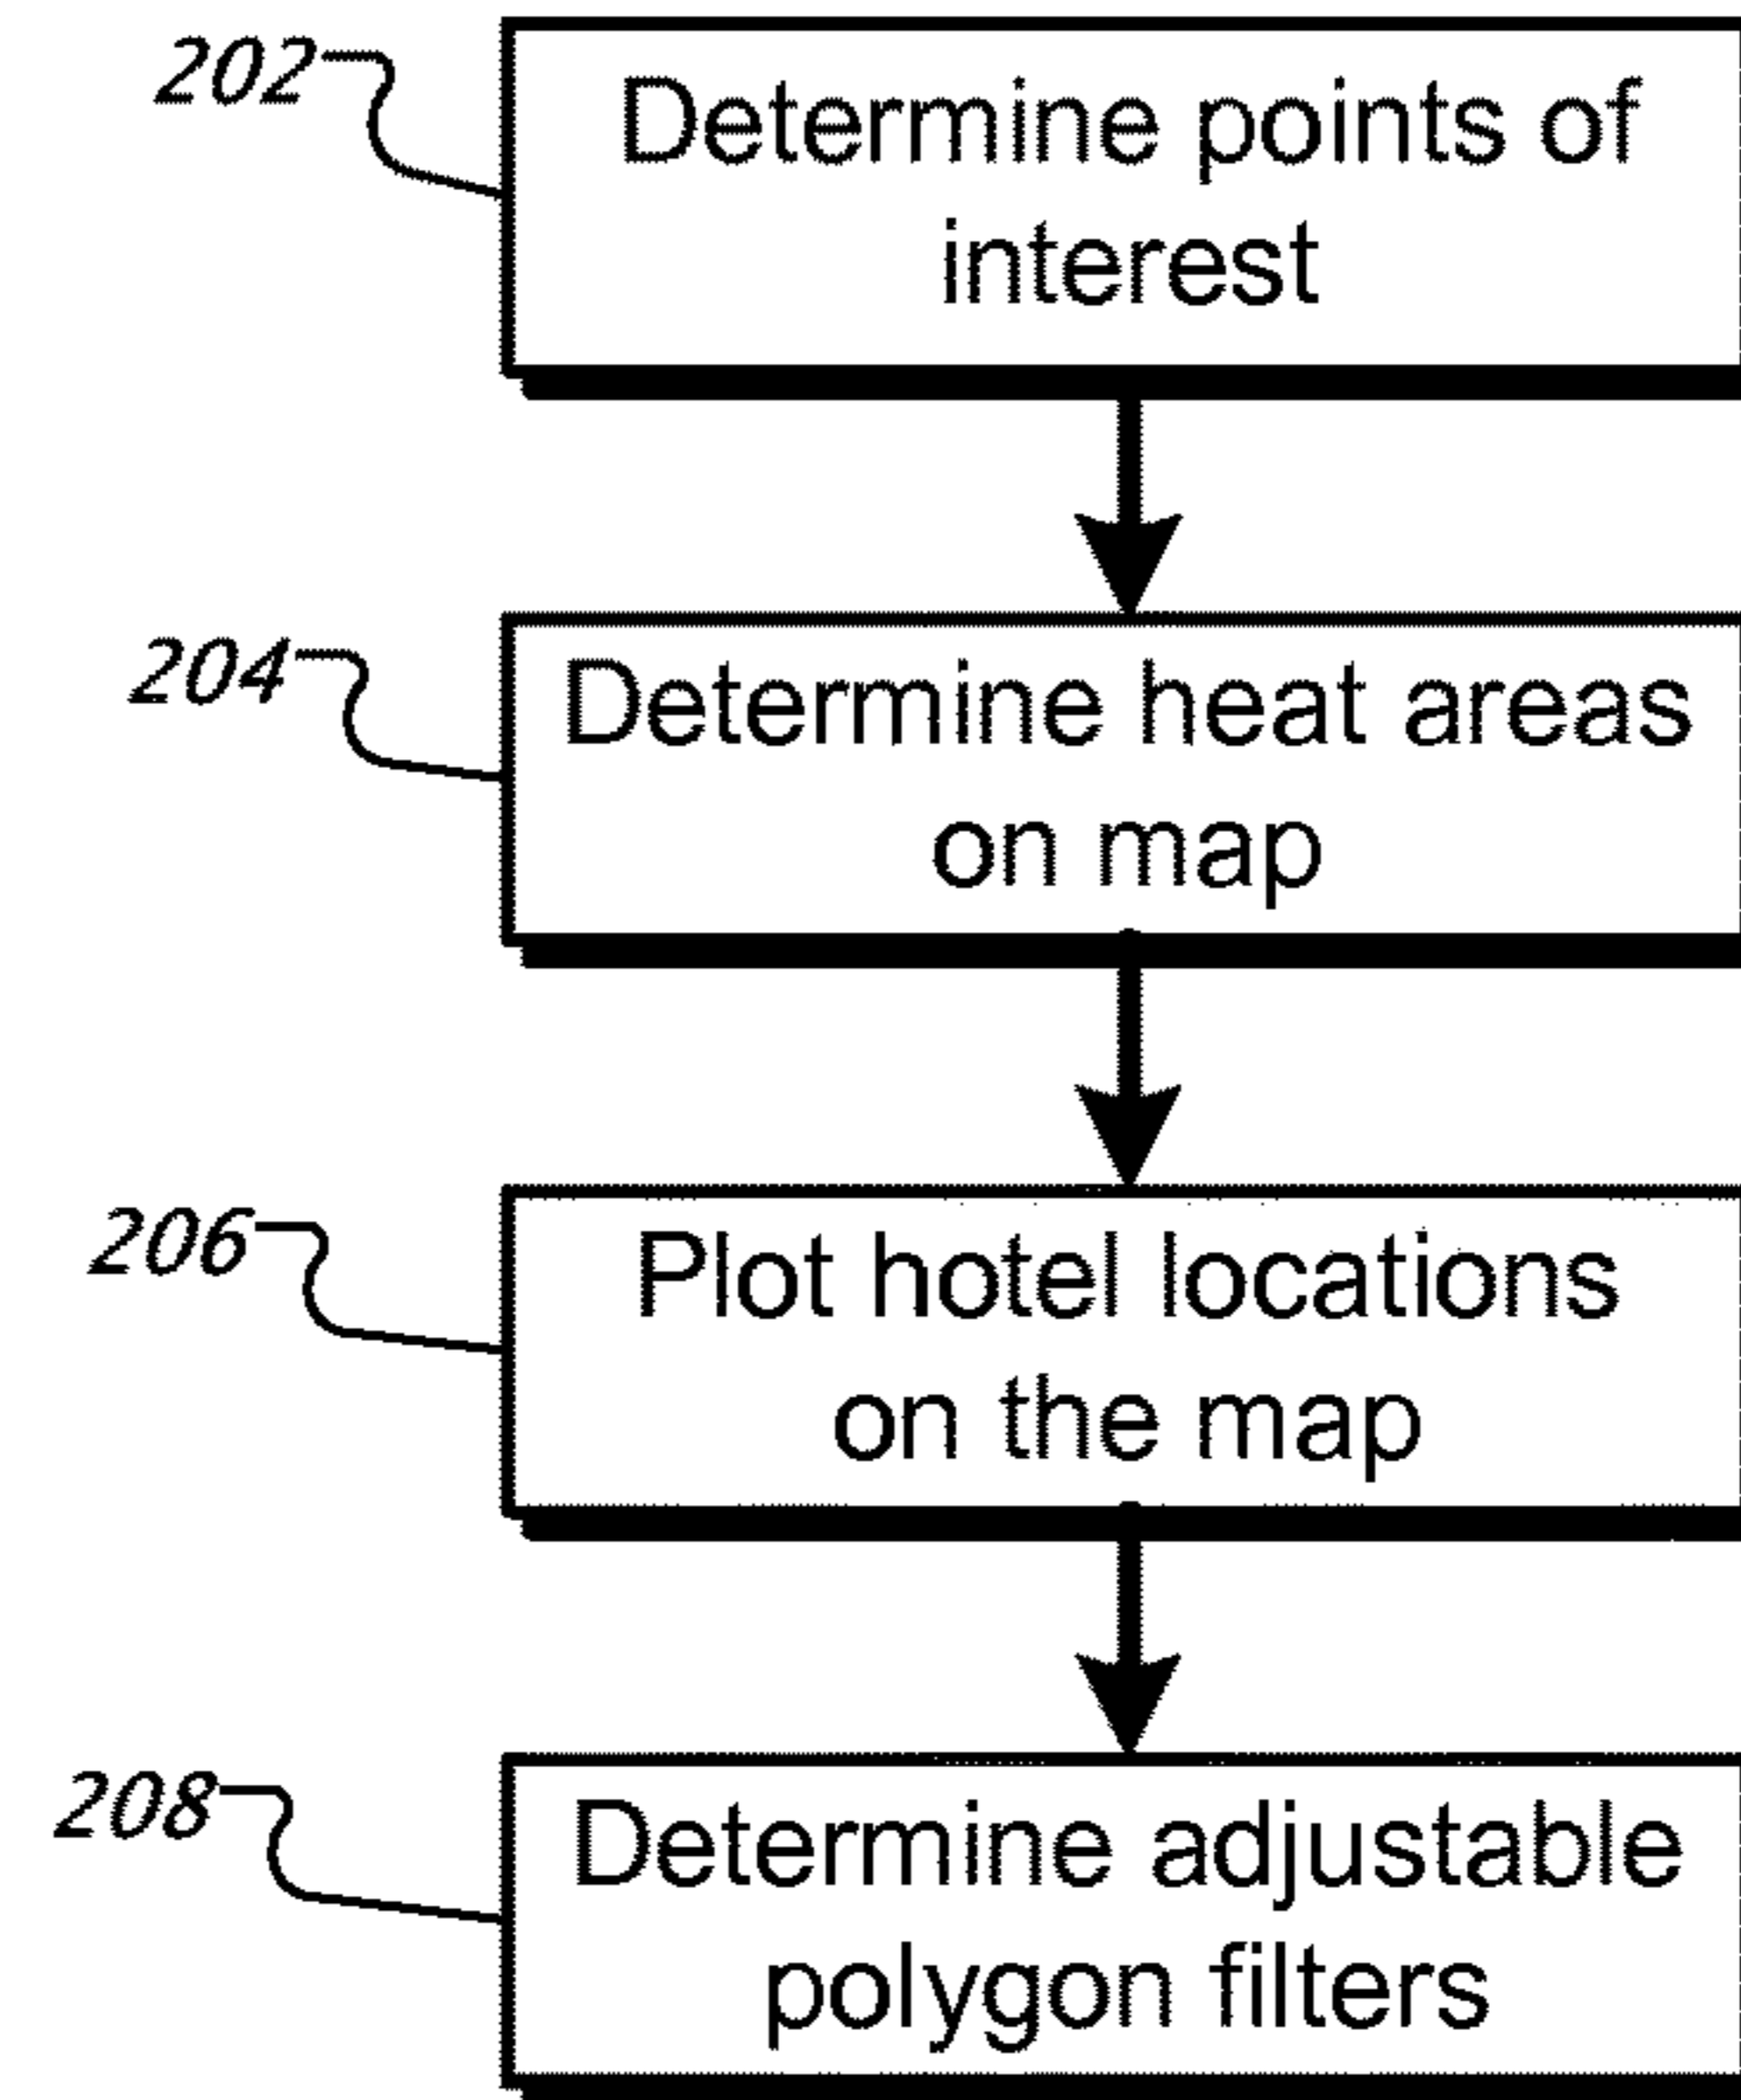 202
Determine points of
interest
204
Determine heat areas
on map
206
Plot hotel locations
on the map
208
Determine adjustable
polygon filters